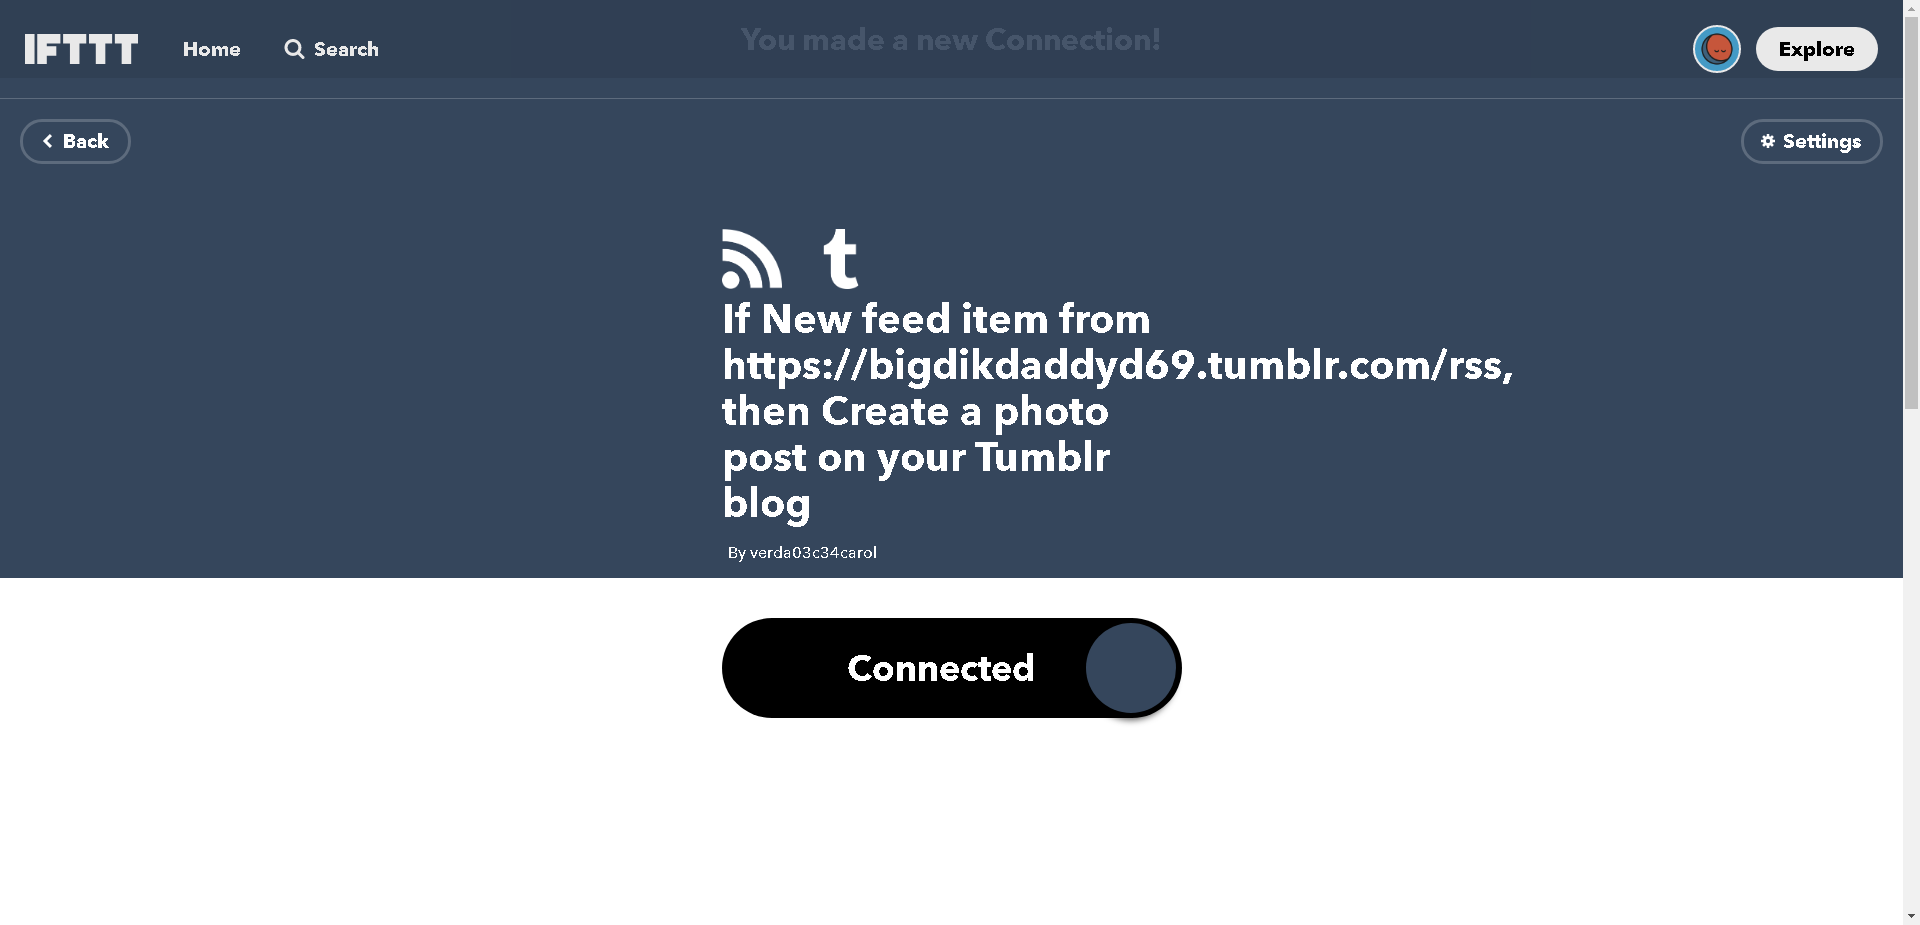 IFTTT Home Search You made a new Connection! Explore
Back Settings
If New feed item from
https://bigdikdaddyd69.tumblr.com/rss,
then Create a photo
post on your Tumblr
blog
By verda03c34carol
Connected